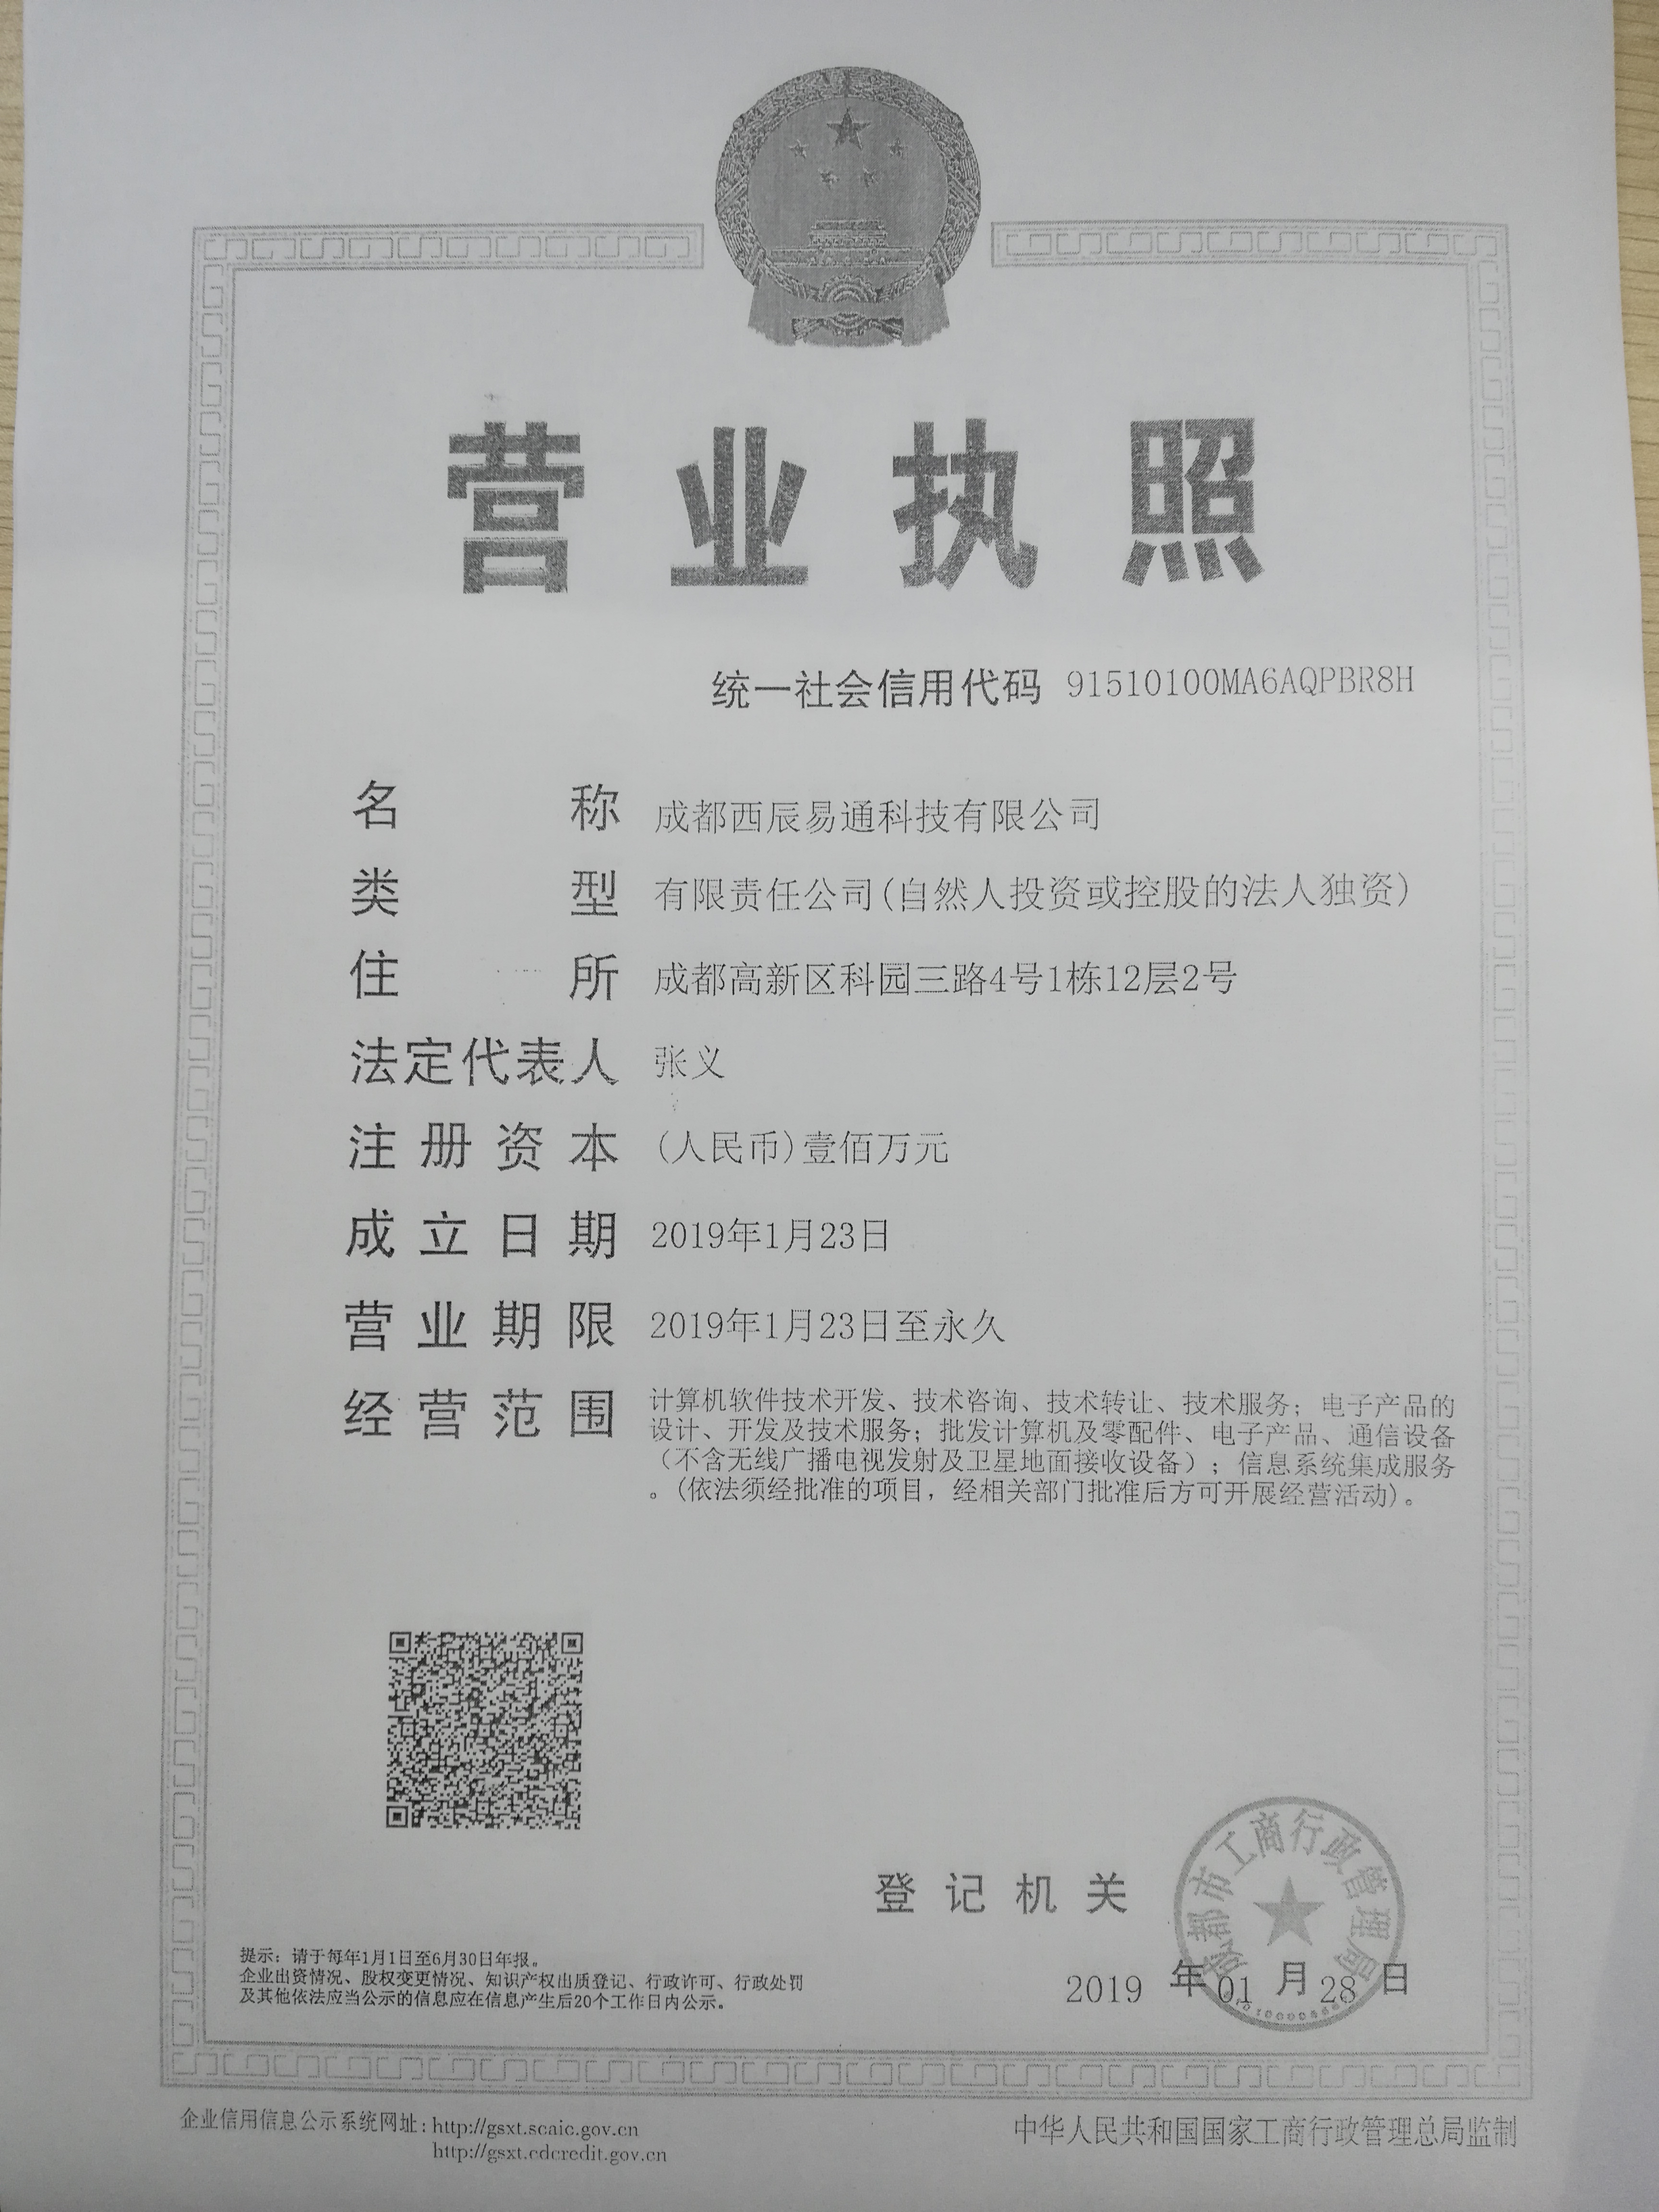 营业执照
统一社会信用代码 91510100MA6AQPBR8H
名称 成都西辰易通科技有限公司
类型 有限责任公司(自然人投资或控股的法人独资)
住所 成都高新区科园三路4号1栋12层2号
法定代表人 张义
注册资本 (人民币)壹佰万元
成立日期 2019年1月23日
营业期限 2019年1月23日至永久
经营范围 计算机软件技术开发、技术咨询、技术转让、技术服务；电子产品的
设计、开发及技术服务；批发计算机及零配件、电子产品、通信设备
（不含无线广播电视发射及卫星地面接收设备）；信息系统集成服务
。(依法须经批准的项目，经相关部门批准后方可开展经营活动)。
登记机关
成都市工商行政管理局
2019 年 01 月 28 日
提示：请于每年1月1日至6月30日年报。
企业出资情况、股权变更情况、知识产权出质登记、行政许可、行政处罚
及其他依法应当公示的信息应在信息产生后20个工作日内公示。
企业信用信息公示系统网址：http://gsxt.scaic.gov.cn
http://gsxt.cdcredit.gov.cn
中华人民共和国国家工商行政管理总局监制